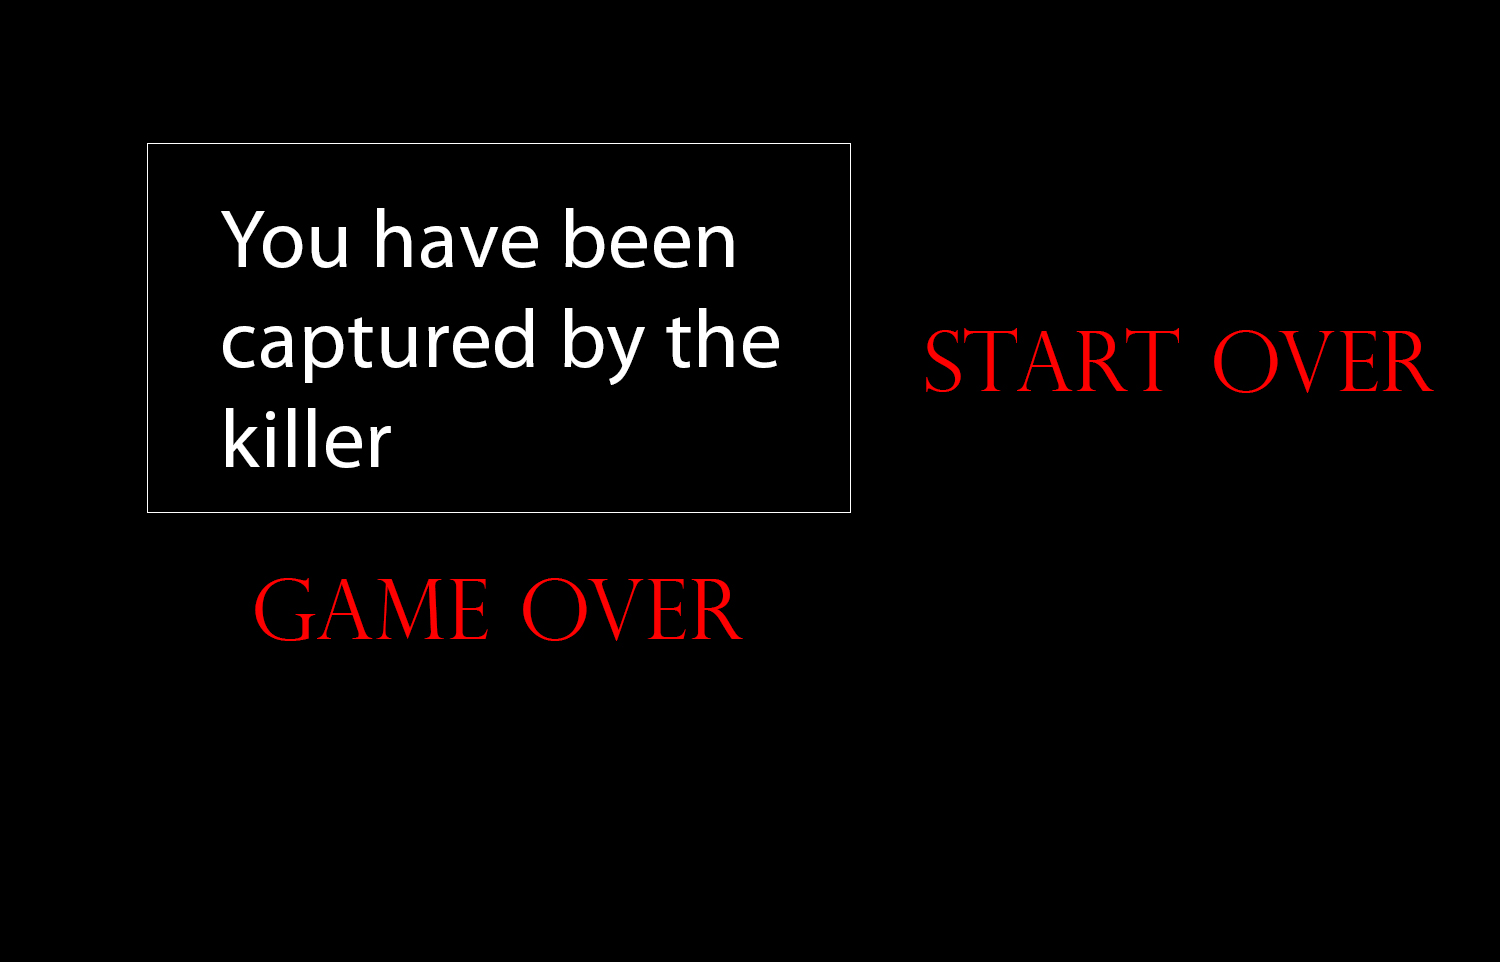 You have been
captured by the
killer
START OVER
GAME OVER